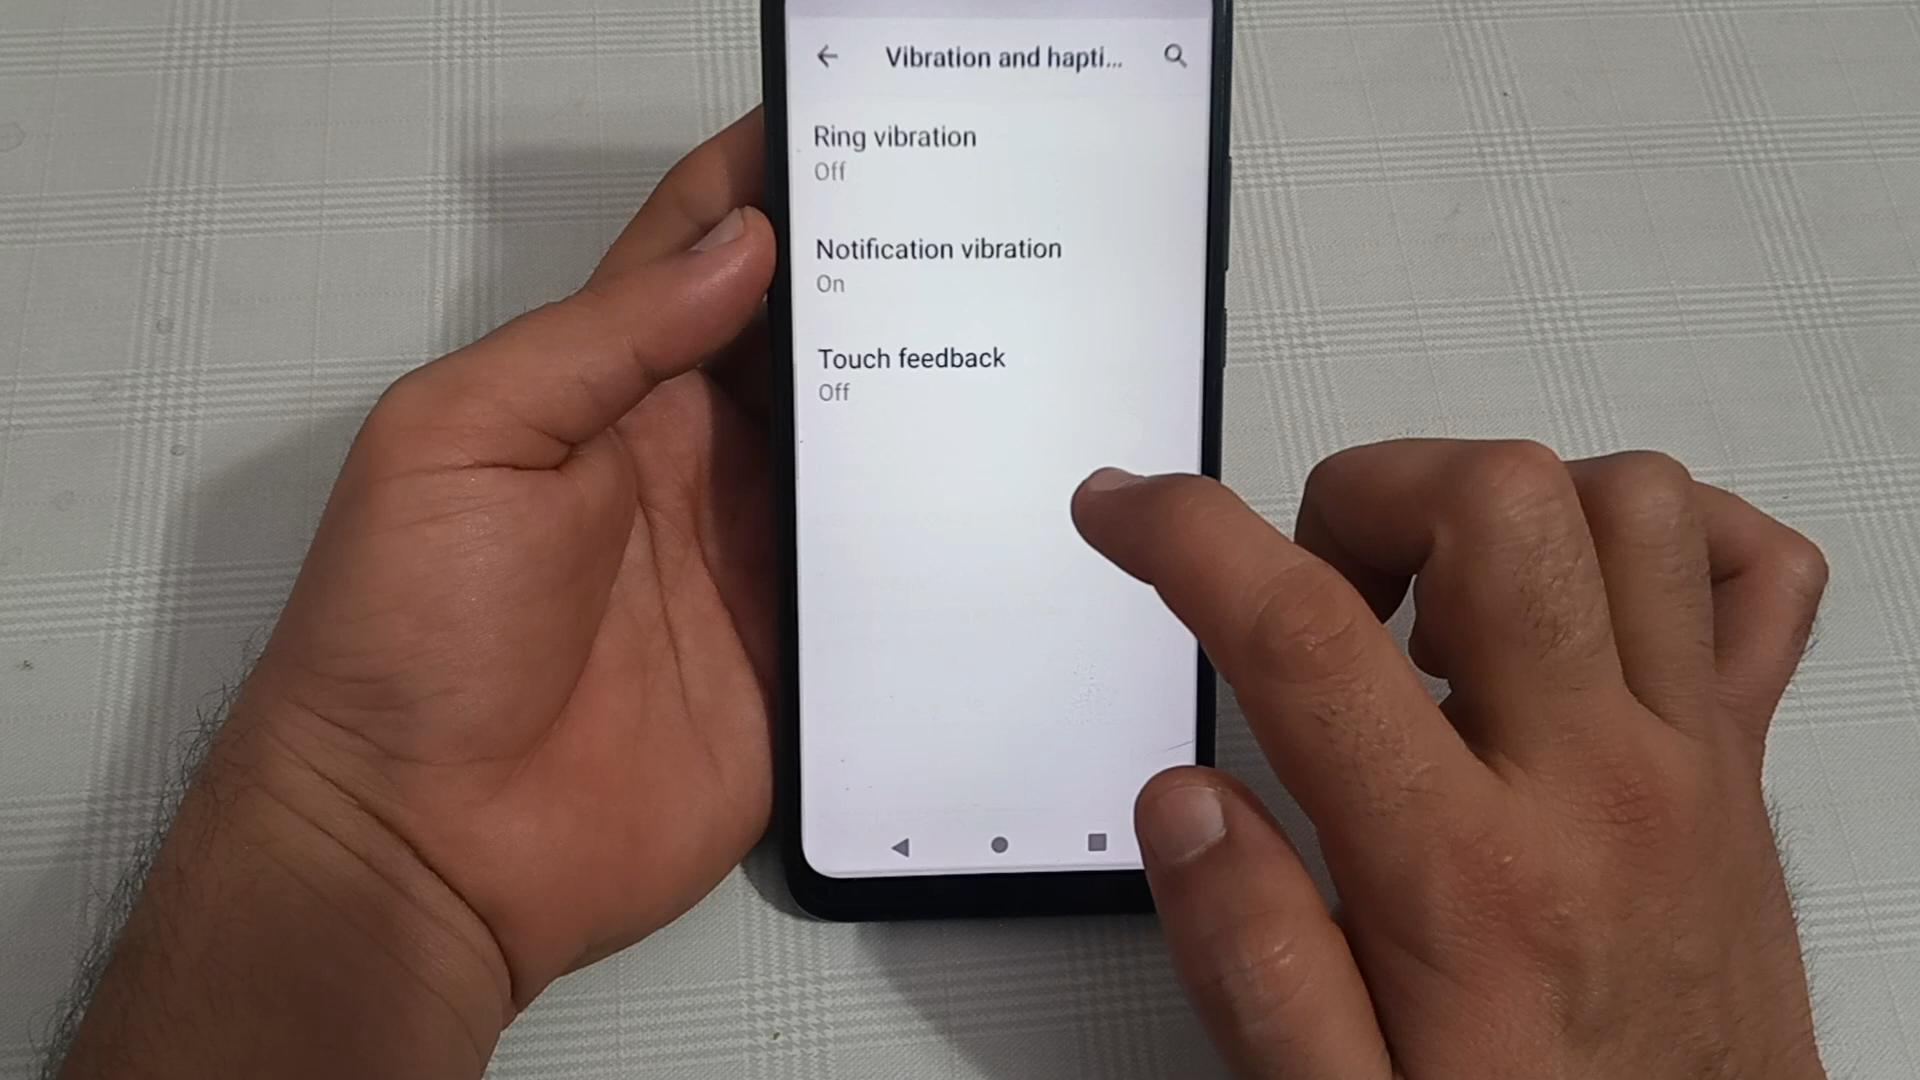 Vibration and hapti...
Ring vibration
Off
Notification vibration
On
Touch feedback
Off